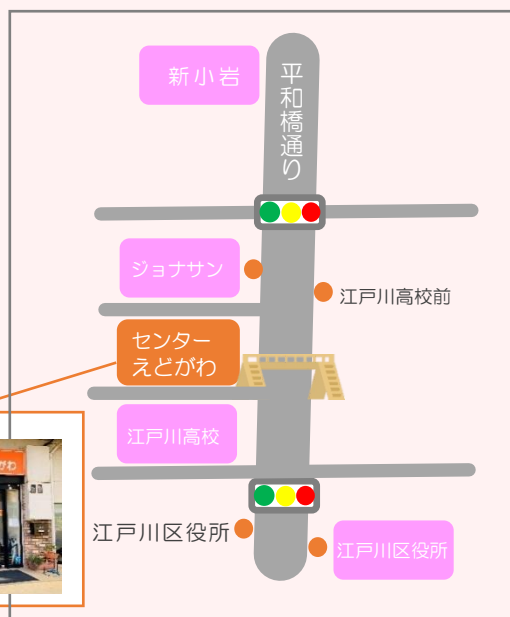 新小岩
平和橋通り
ジョナサン
江戸川高校前
センター
えどがわ
江戸川高校
がわ
江戸川区役所
江戸川区役所